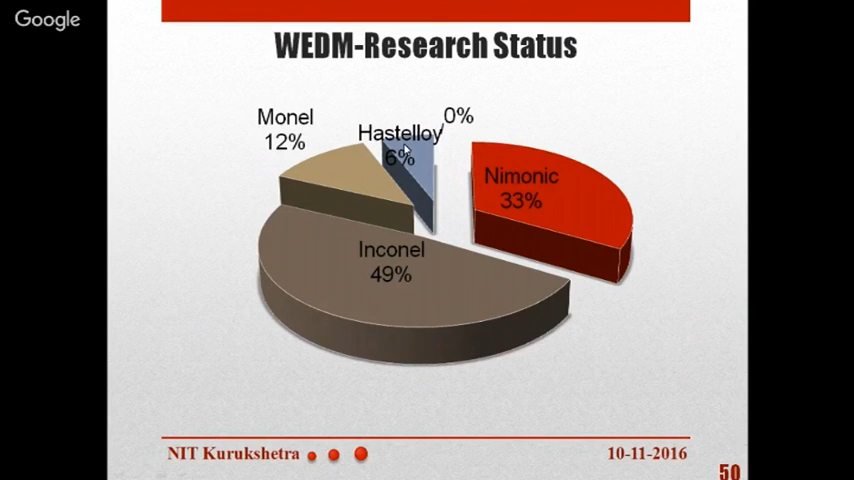 Google
WEDM-Research Status
Monel
12%
Hastelloy
6%
0%
Nimonic
33%
Inconel
49%
NIT Kurukshetra
10-11-2016
50